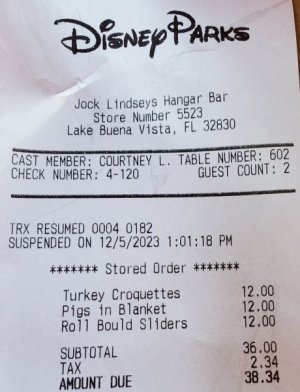 Disney Parks
Jock Lindseys Hangar Bar
Store Number 5523
Lake Buena Vista, FL 32830
CAST MEMBER: COURTNEY L. TABLE NUMBER: 602
CHECK NUMBER: 4-120 GUEST COUNT: 2
TRX RESUMED 0004 0182
SUSPENDED ON 12/5/2023 1:01:18 PM
******* Stored Order *******
Turkey Croquettes 12.00
Pigs in Blanket 12.00
Roll Bould Sliders 12.00
SUBTOTAL 36.00
TAX 2.34
AMOUNT DUE 38.34